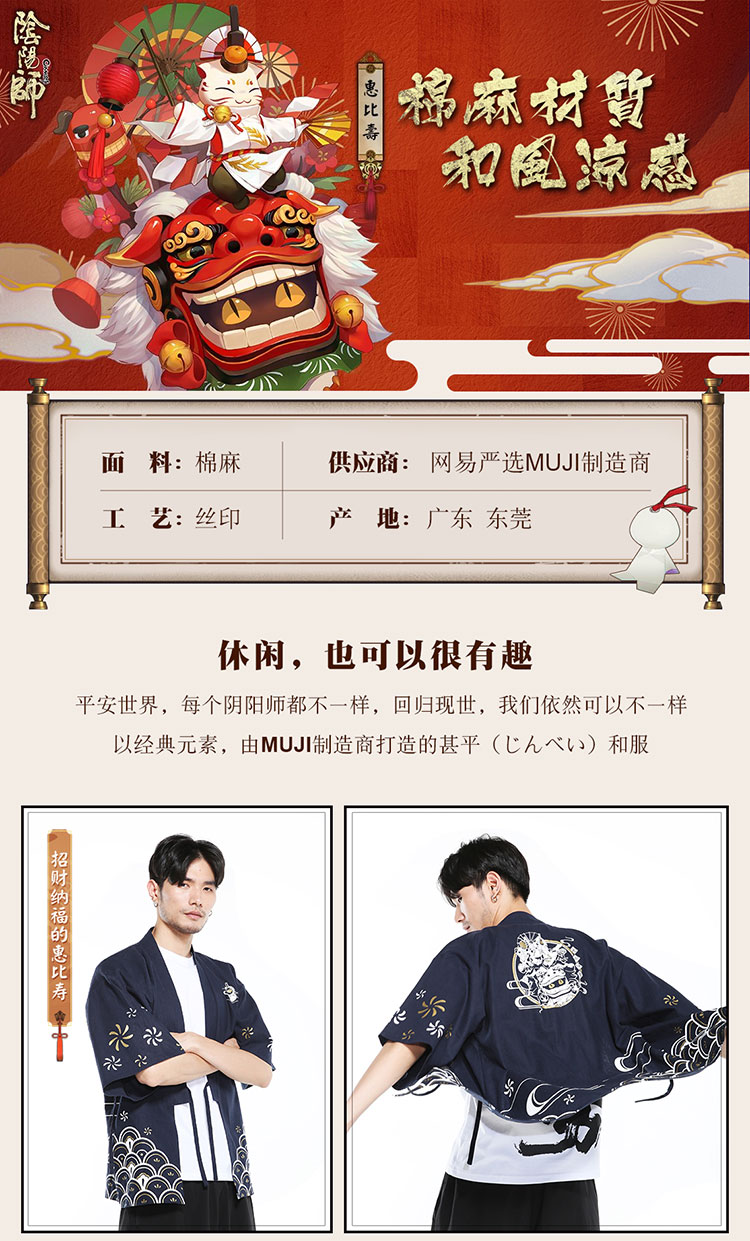 陰陽師
惠比壽
棉麻材質
和風涼感
面 料：棉麻
供应商：网易严选MUJI制造商
工 艺：丝印
产 地：广东 东莞
休闲，也可以很有趣
平安世界，每个阴阳师都不一样，回归现世，我们依然可以不一样
以经典元素，由MUJI制造商打造的甚平（じんべい）和服
招财纳福的惠比寿